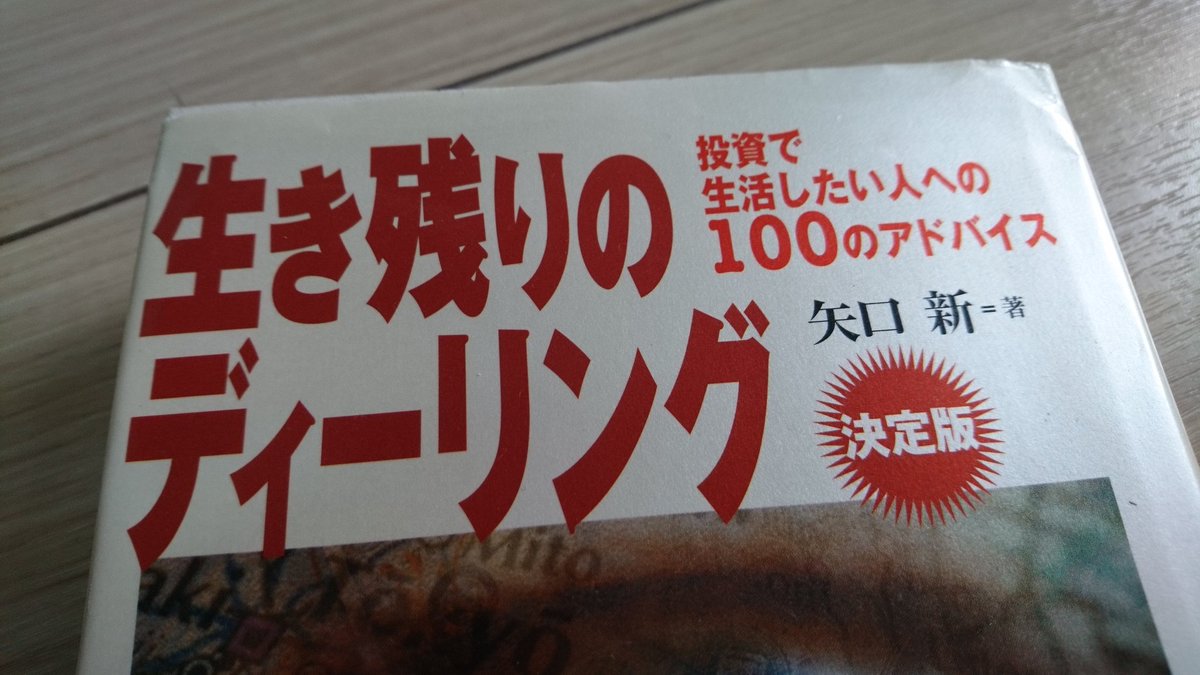 生き残りの
ディーリング
投資で
生活したい人への
100のアドバイス
矢口 新=著
決定版
Mito
aki